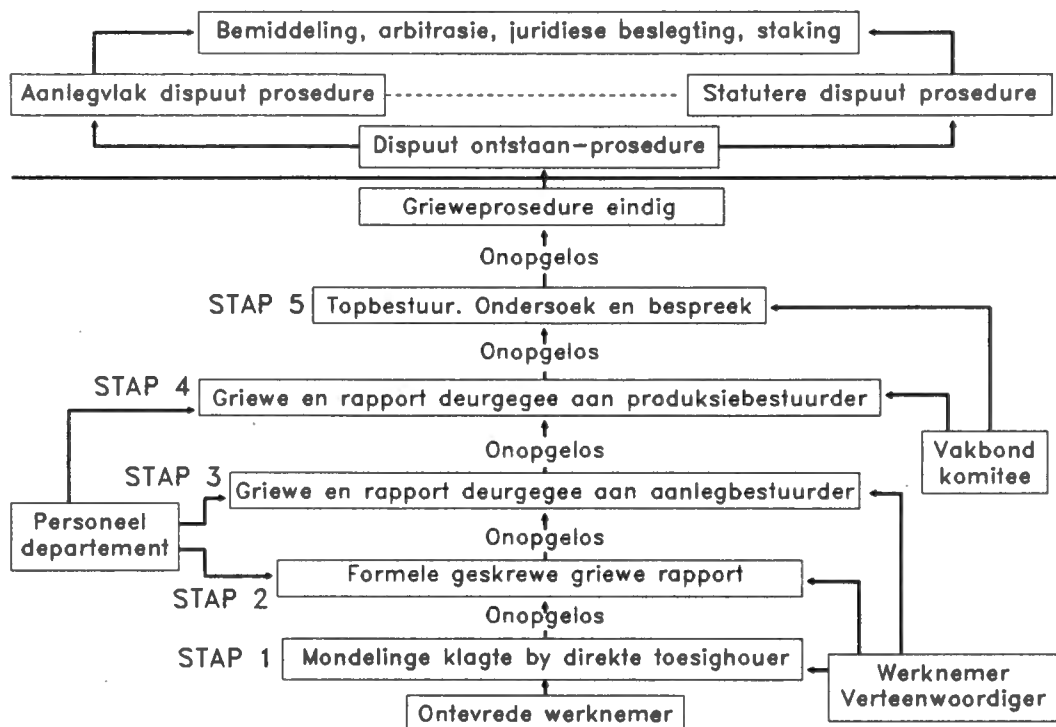 Bemiddeling, arbitrasie, juridiese beslegting, staking
Aanlegvlak dispuut prosedure
Statutere dispuut prosedure
Dispuut ontstaan-prosedure
Grieweprosedure eindig
Onopgelos
STAP 5
Topbestuur. Ondersoek en bespreek
Onopgelos
STAP 4
Griewe en rapport deurgegee aan produksiebestuurder
Onopgelos
Vakbond
komitee
STAP 3
Griewe en rapport deurgegee aan aanlegbestuurder
Personeel
departement
Onopgelos
STAP 2
Formele geskrewe griewe rapport
Onopgelos
STAP 1
Mondelinge klagte by direkte toesighouer
Werknemer
Verteenwoordiger
Ontevrede werknemer